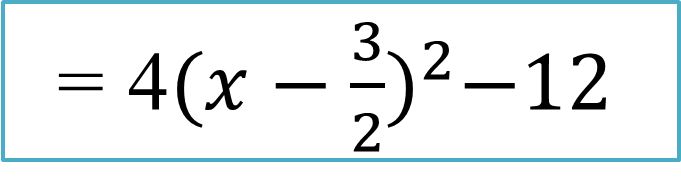 = 4(x − 3/2)² − 12